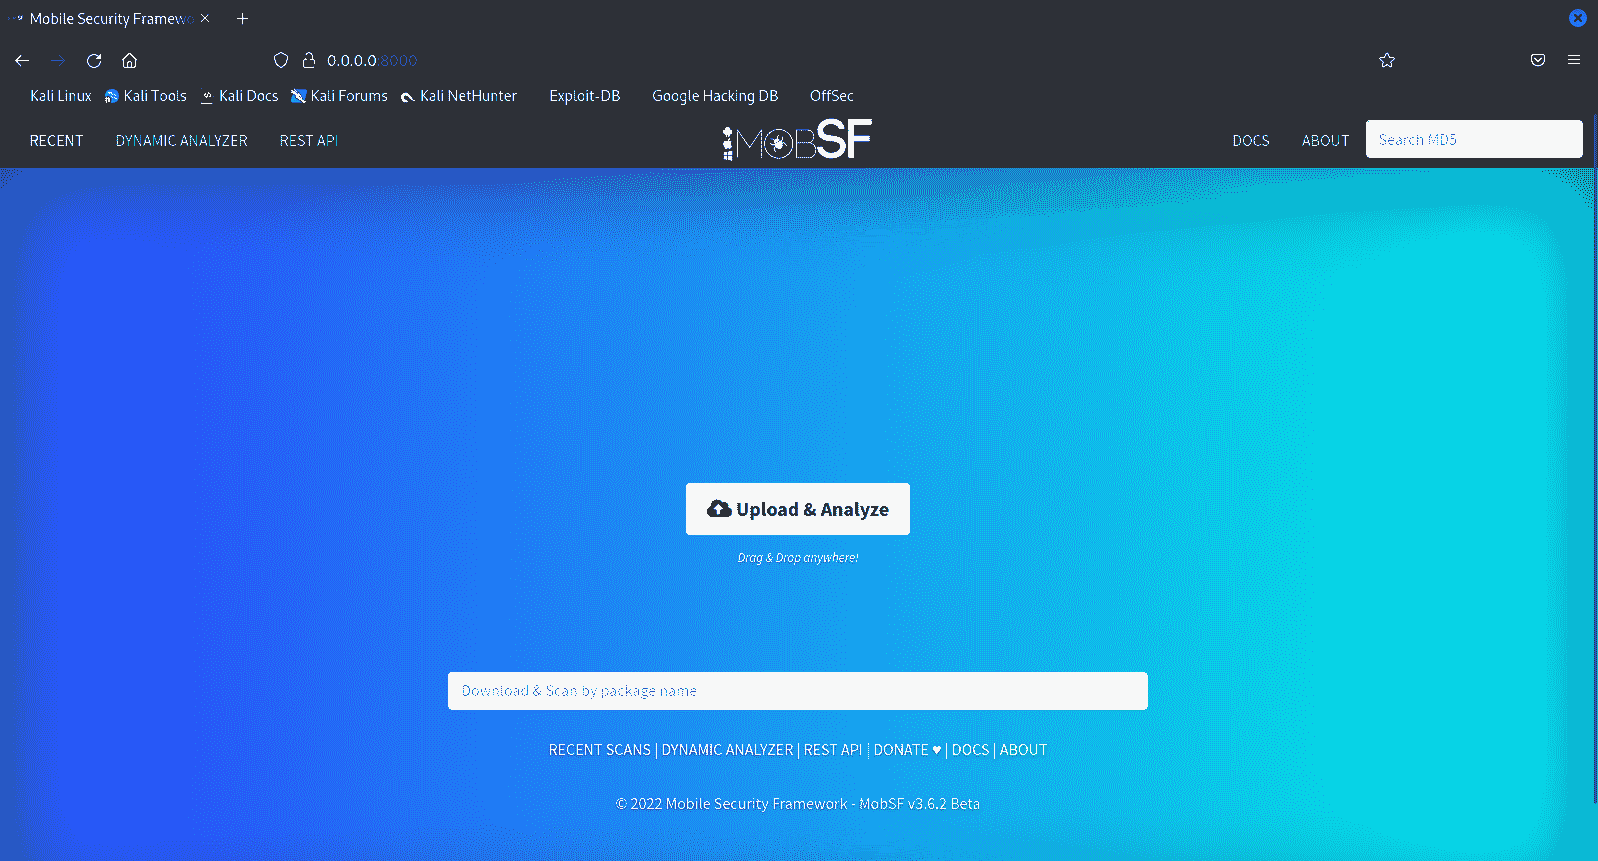 Mobile Security Framewo
0.0.0.0:8000
Kali Linux Kali Tools Kali Docs Kali Forums Kali NetHunter Exploit-DB Google Hacking DB OffSec
RECENT DYNAMIC ANALYZER REST API MOBSF DOCS ABOUT Search MD5
Upload & Analyze
Drag & Drop anywhere!
Download & Scan by package name
RECENT SCANS | DYNAMIC ANALYZER | REST API | DONATE ♥ | DOCS | ABOUT
© 2022 Mobile Security Framework - MobSF v3.6.2 Beta